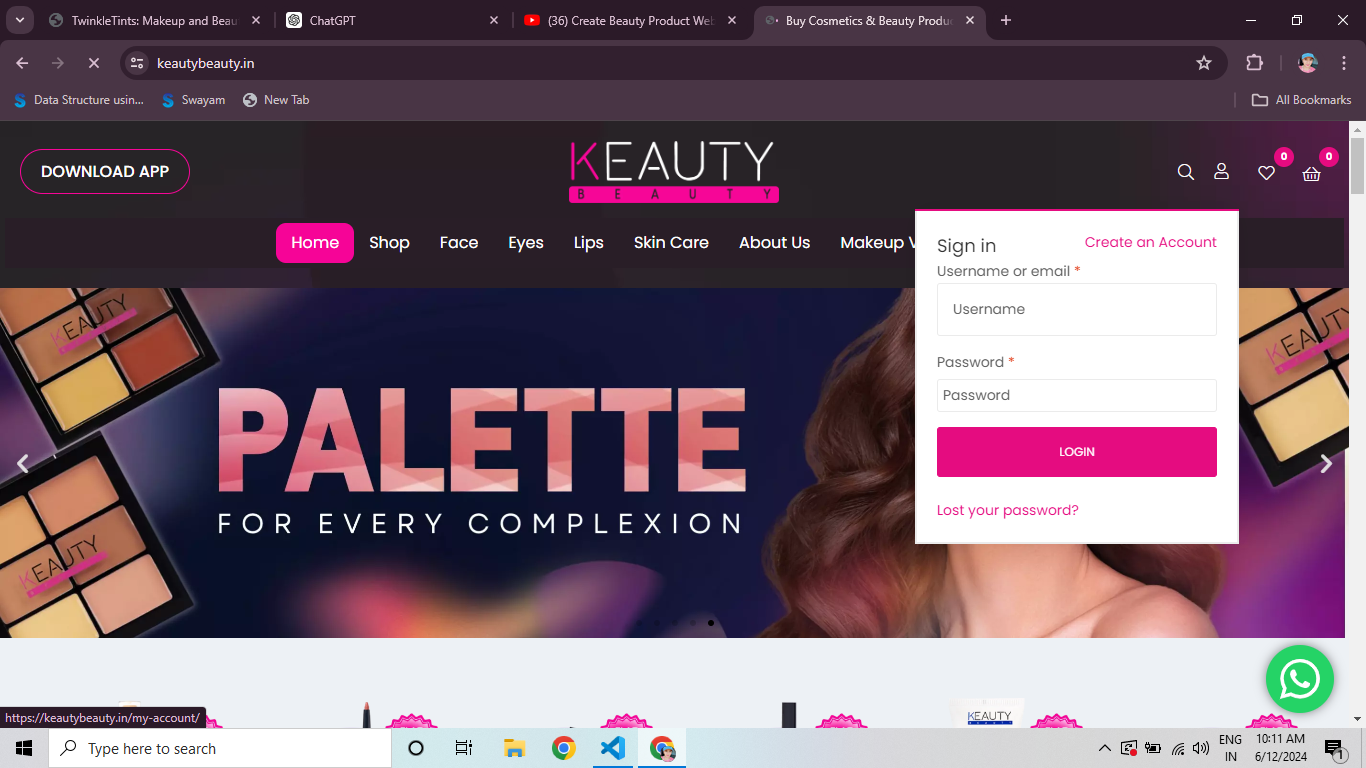 TwinkleTints: Makeup and Beau
ChatGPT
(36) Create Beauty Product Web
Buy Cosmetics & Beauty Produc
keautybeauty.in
Data Structure usin...
Swayam
New Tab
All Bookmarks
DOWNLOAD APP
KEAUTY
BEAUTY
0
0
Home
Shop
Face
Eyes
Lips
Skin Care
About Us
Makeup V
Sign in
Create an Account
Username or email *
Username
Password *
Password
LOGIN
Lost your password?
KEAUTY
KEAUTY
KEAUTY
PALETTE
FOR EVERY COMPLEXION
KEAUTY
https://keautybeauty.in/my-account/
Type here to search
ENG
IN
10:11 AM
6/12/2024
1